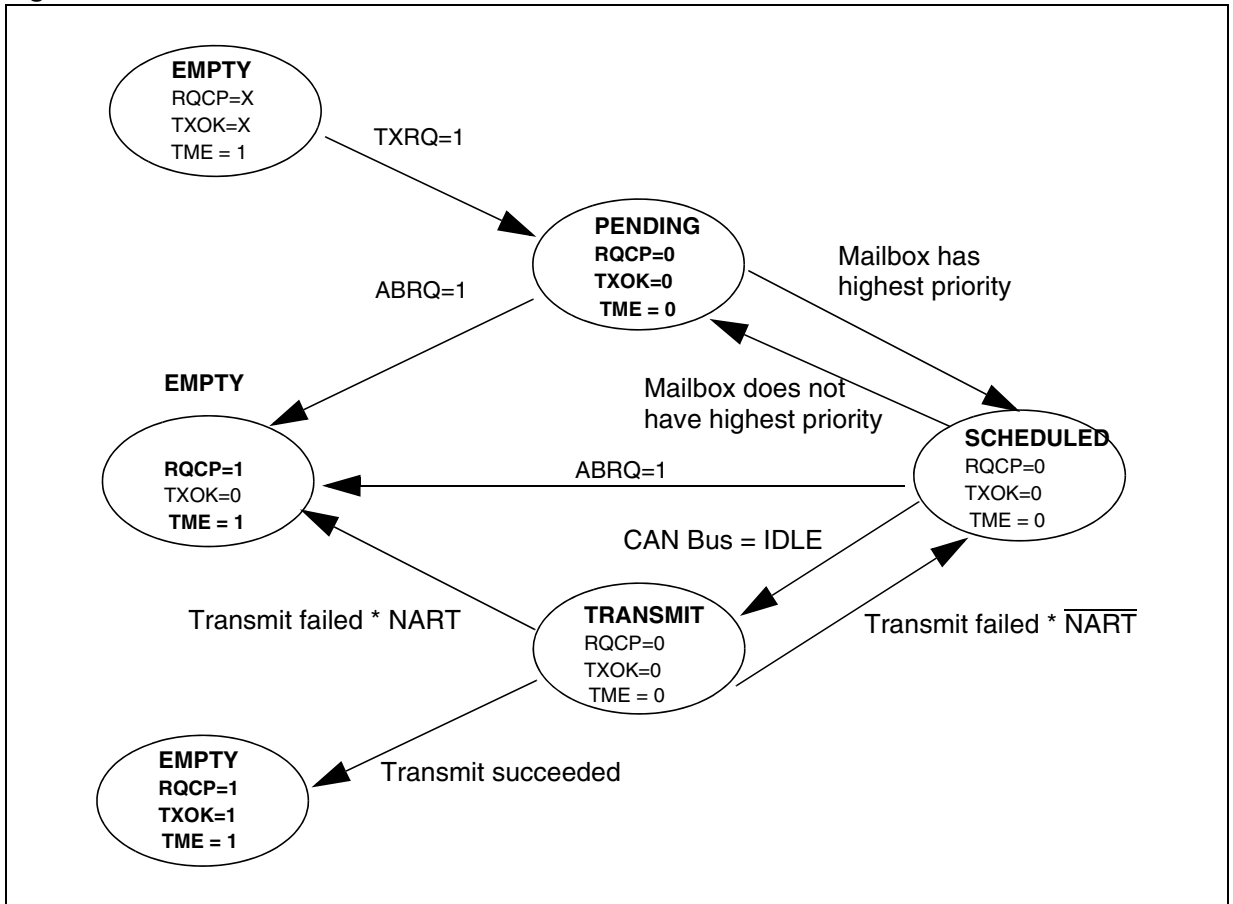 EMPTY
RQCP=X
TXOK=X
TME = 1
TXRQ=1
PENDING
RQCP=0
TXOK=0
TME = 0
Mailbox has
highest priority
ABRQ=1
EMPTY
RQCP=1
TXOK=0
TME = 1
Mailbox does not
have highest priority
SCHEDULED
RQCP=0
TXOK=0
TME = 0
ABRQ=1
CAN Bus = IDLE
Transmit failed * NART
TRANSMIT
RQCP=0
TXOK=0
TME = 0
Transmit failed * N̅A̅R̅T̅
EMPTY
RQCP=1
TXOK=1
TME = 1
Transmit succeeded